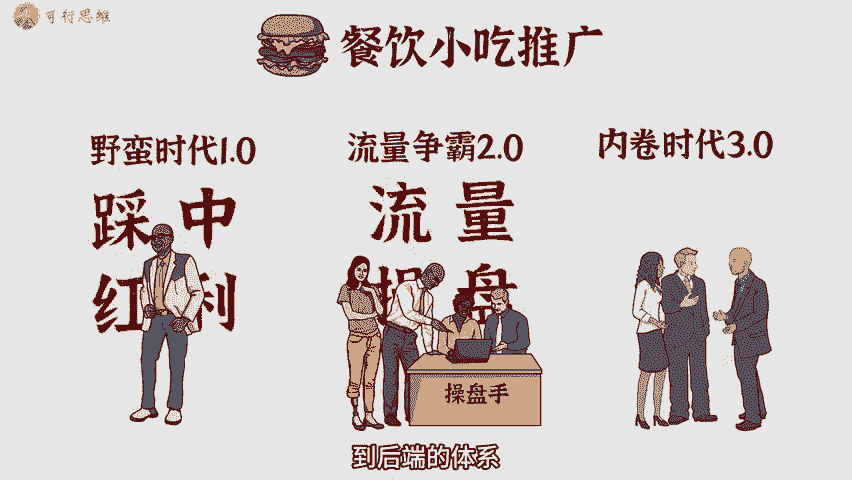 可行思维
餐饮小吃推广
野蛮时代1.0
流量争霸2.0
内卷时代3.0
踩中
红利
流量
操盘
操盘手
到后端的体系